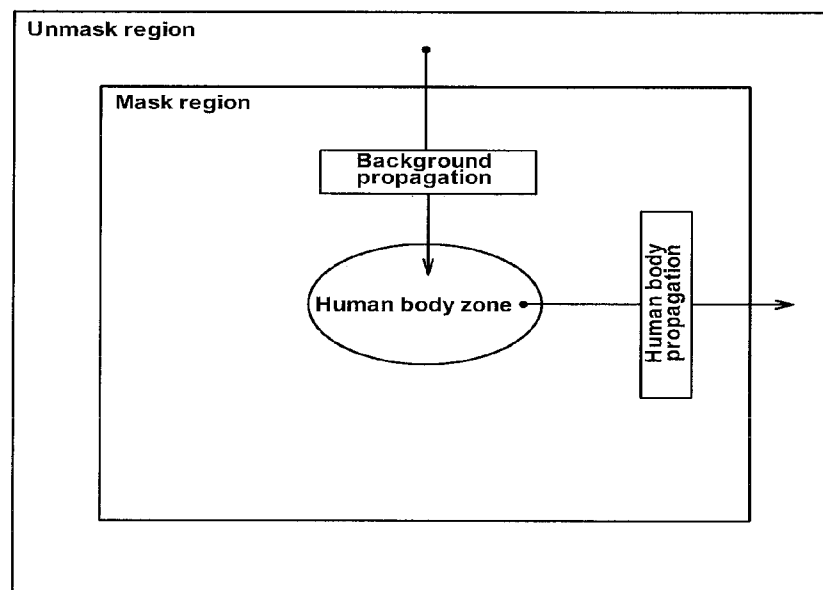 Unmask region
Mask region
Background
propagation
Human body zone
Human body
propagation